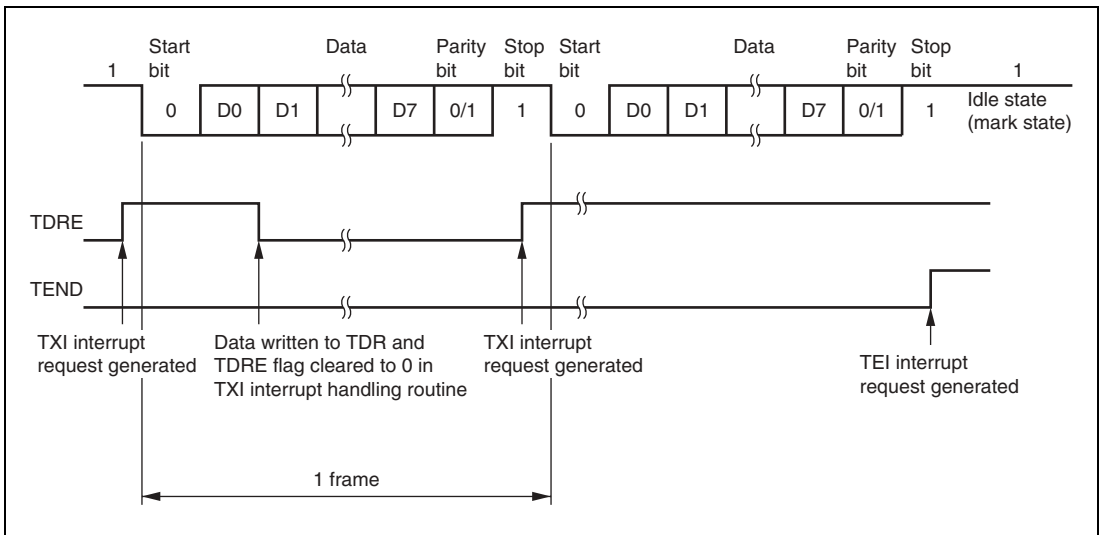 Start Data Parity Stop Start Data Parity Stop
1 bit bit bit bit bit bit 1
0 D0 D1 D7 0/1 1 0 D0 D1 D7 0/1 1 Idle state
(mark state)
TDRE
TEND
TXI interrupt
request generated
Data written to TDR and
TDRE flag cleared to 0 in
TXI interrupt handling routine
TXI interrupt
request generated
TEI interrupt
request generated
1 frame